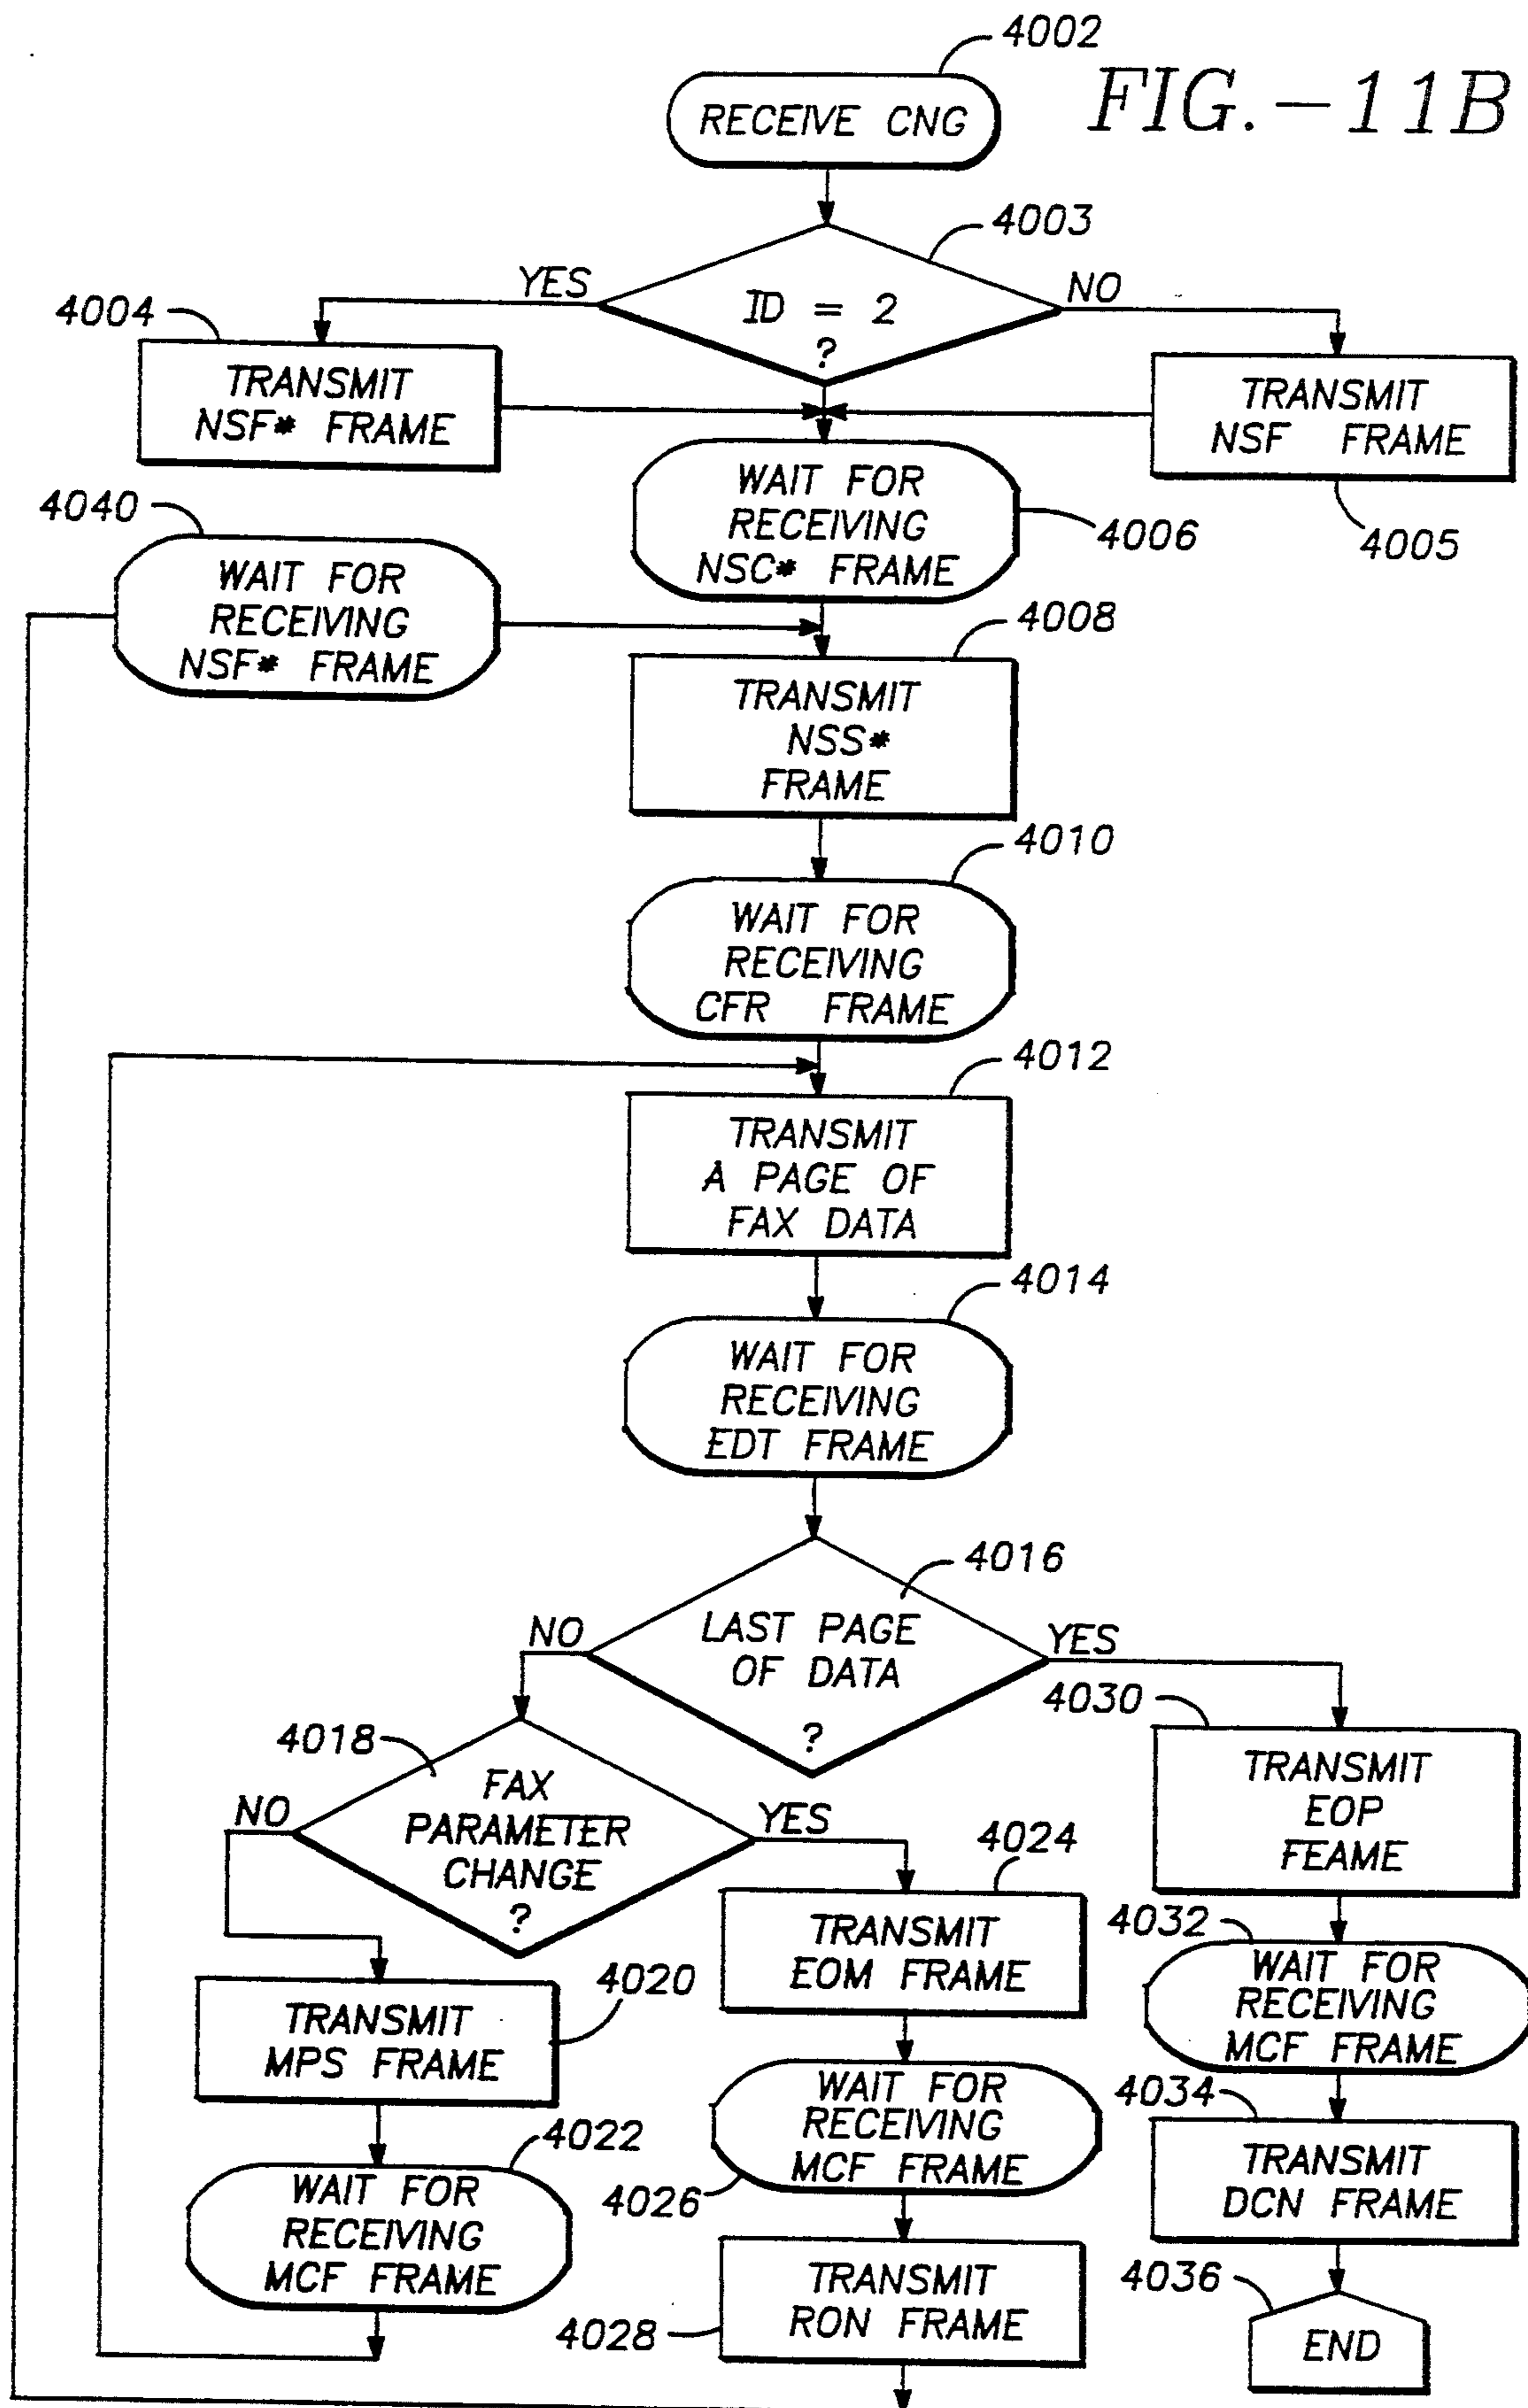 4002
FIG.-11B
RECEIVE CNG
4003
YES
NO
ID = 2
?
4004
TRANSMIT
NSF* FRAME
TRANSMIT
NSF FRAME
4005
4040
WAIT FOR
RECEIVING
NSF* FRAME
WAIT FOR
RECEIVING
NSC* FRAME
4006
4008
TRANSMIT
NSS*
FRAME
4010
WAIT FOR
RECEIVING
CFR FRAME
4012
TRANSMIT
A PAGE OF
FAX DATA
4014
WAIT FOR
RECEIVING
EDT FRAME
4016
NO
LAST PAGE
OF DATA
?
YES
4018
NO
FAX
PARAMETER
CHANGE
?
YES
4030
TRANSMIT
EOP
FEAME
4024
TRANSMIT
EOM FRAME
4032
WAIT FOR
RECEIVING
MCF FRAME
4020
TRANSMIT
MPS FRAME
WAIT FOR
RECEIVING
MCF FRAME
4026
4034
TRANSMIT
DCN FRAME
4022
WAIT FOR
RECEIVING
MCF FRAME
TRANSMIT
RON FRAME
4028
4036
END